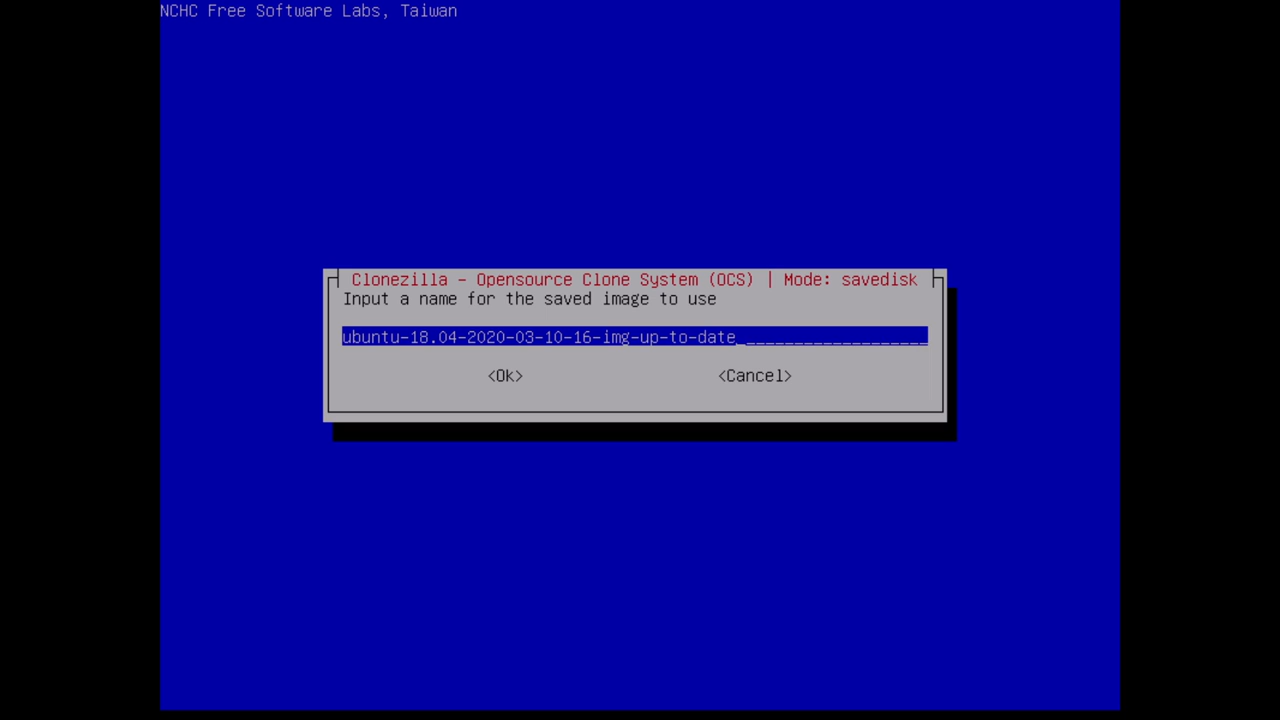 NCHC Free Software Labs, Taiwan
Clonezilla - Opensource Clone System (OCS) | Mode: savedisk
Input a name for the saved image to use
ubuntu-18.04-2020-03-10-16-img-up-to-date____________________
<Ok> <Cancel>